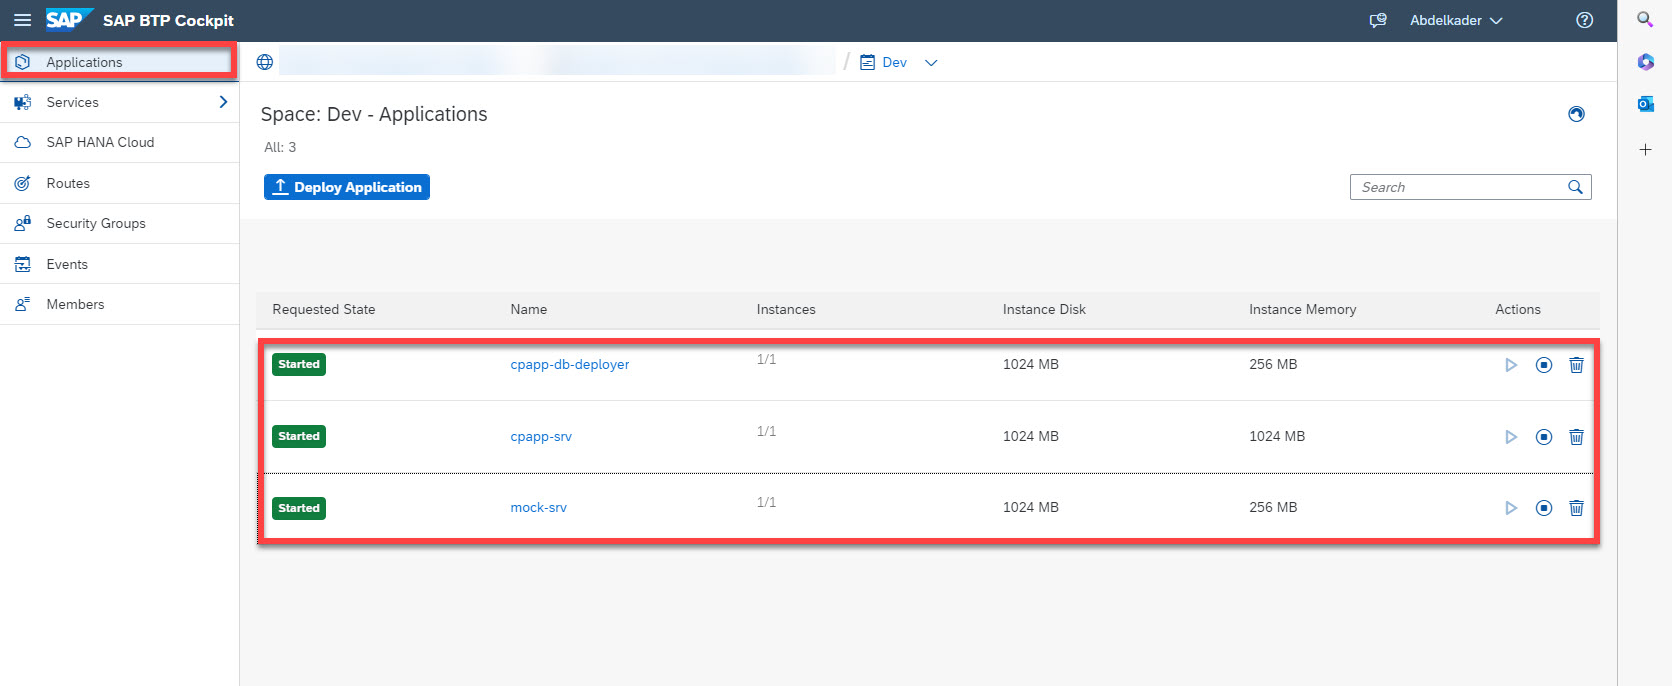 SAP SAP BTP Cockpit Abdelkader
Applications
Services
SAP HANA Cloud
Routes
Security Groups
Events
Members
/ Dev
Space: Dev - Applications
All: 3
Deploy Application
Search
Requested State Name Instances Instance Disk Instance Memory Actions
Started cpapp-db-deployer 1/1 1024 MB 256 MB
Started cpapp-srv 1/1 1024 MB 1024 MB
Started mock-srv 1/1 1024 MB 256 MB